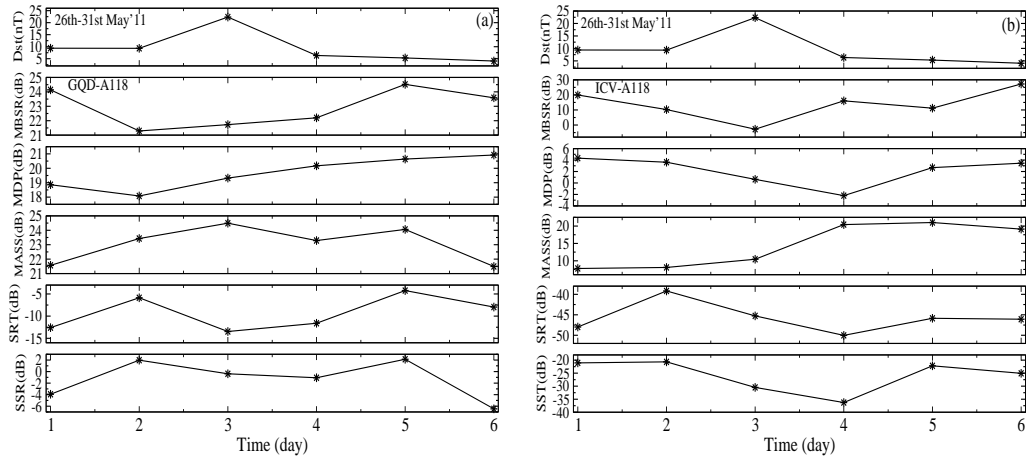 26th-31st May'11
(a)
Dst(nT)
25
20
15
10
5
GQD-A118
MBSR(dB)
25
24
23
22
21
MDP(dB)
21
20
19
18
MASS(dB)
25
24
23
22
21
SRT(dB)
-5
-10
-15
SSR(dB)
2
0
-2
-4
-6
1 2 3 4 5 6
Time (day)
26th-31st May'11
(b)
Dst(nT)
25
20
15
10
5
ICV-A118
MBSR(dB)
30
20
10
0
MDP(dB)
6
4
2
0
-2
-4
MASS(dB)
20
15
10
SRT(dB)
-40
-45
-50
SST(dB)
-20
-25
-30
-35
-40
1 2 3 4 5 6
Time (day)